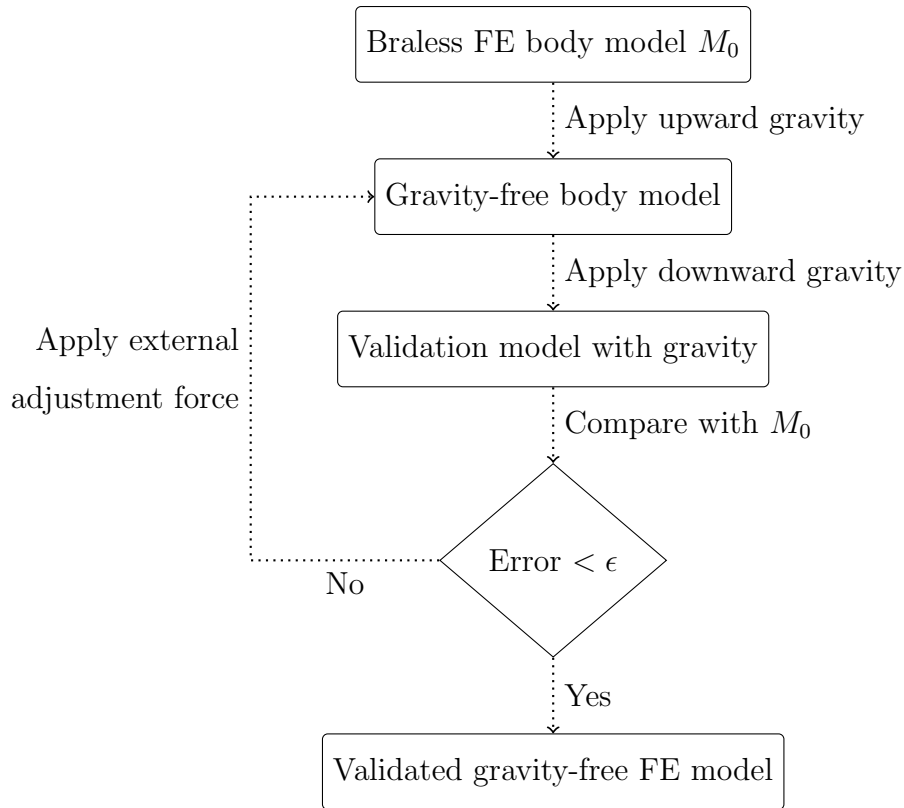 Braless FE body model M₀
Apply upward gravity
Gravity-free body model
Apply downward gravity
Validation model with gravity
Apply external
adjustment force
Compare with M₀
Error < ϵ
No
Yes
Validated gravity-free FE model